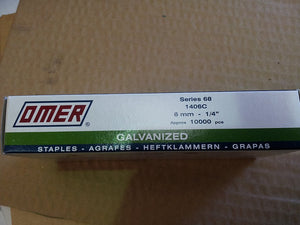 OMER®
Series 68
1406C
6 mm - 1/4"
Approx 10000 pcs
GALVANIZED
STAPLES - AGRAFES - HEFTKLAMMERN - GRAPAS